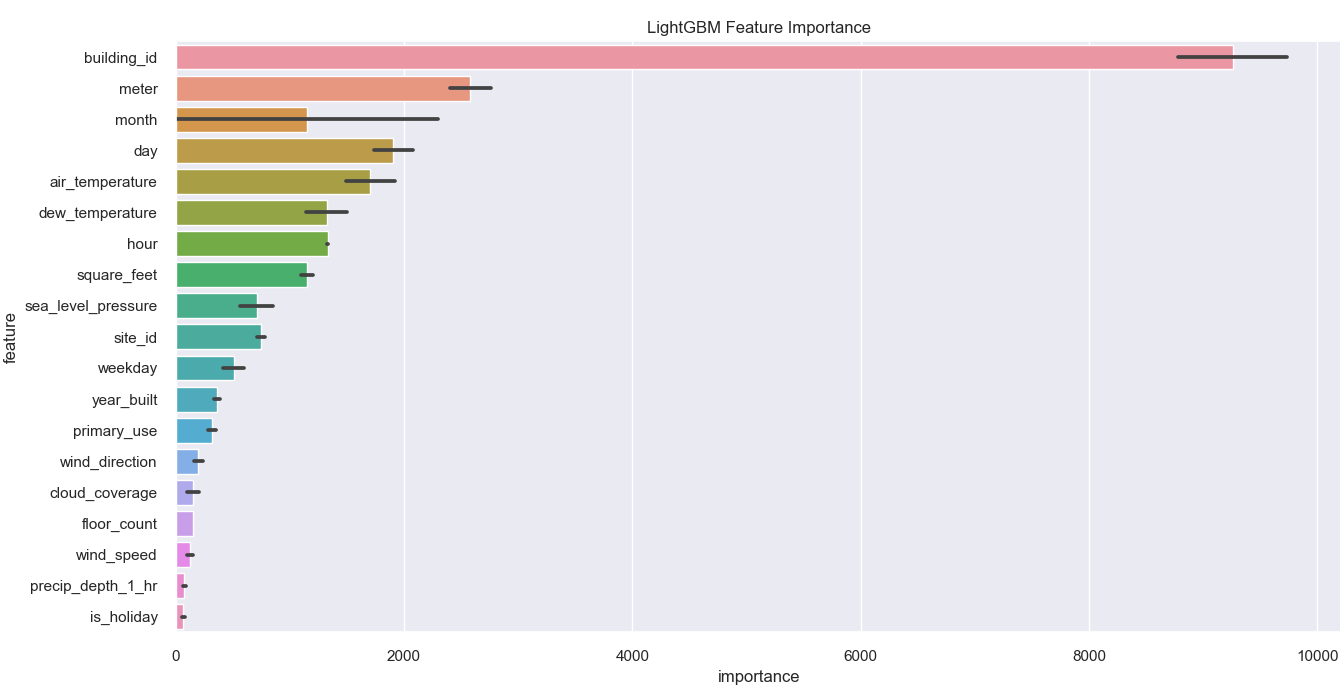 LightGBM Feature Importance
building_id
meter
month
day
air_temperature
dew_temperature
hour
square_feet
sea_level_pressure
site_id
weekday
year_built
primary_use
wind_direction
cloud_coverage
floor_count
wind_speed
precip_depth_1_hr
is_holiday
feature
0 2000 4000 6000 8000 10000
importance